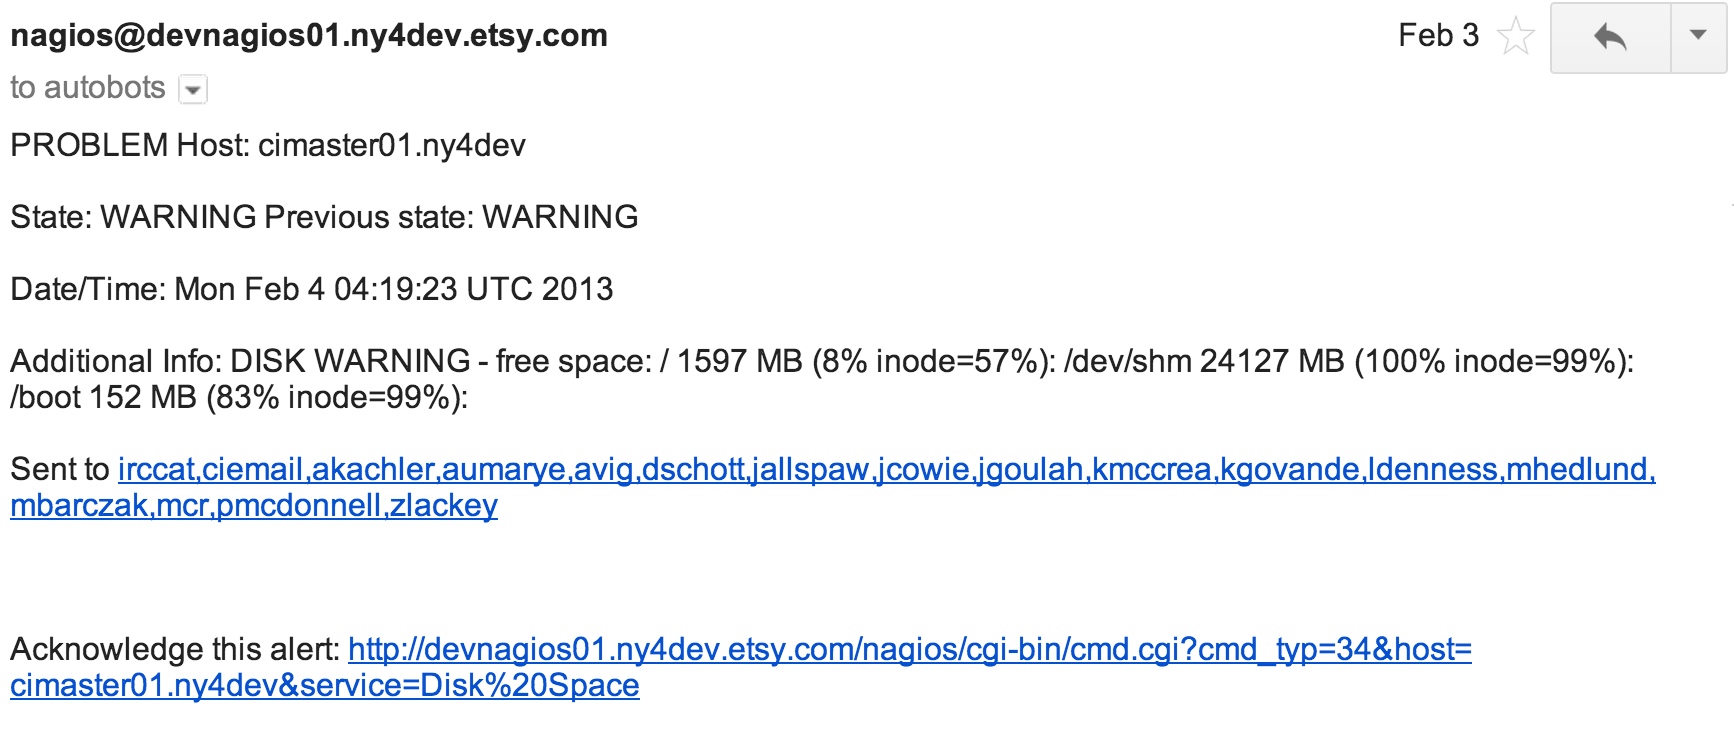 nagios@devnagios01.ny4dev.etsy.com Feb 3
to autobots
PROBLEM Host: cimaster01.ny4dev
State: WARNING Previous state: WARNING
Date/Time: Mon Feb 4 04:19:23 UTC 2013
Additional Info: DISK WARNING - free space: / 1597 MB (8% inode=57%): /dev/shm 24127 MB (100% inode=99%):
/boot 152 MB (83% inode=99%):
Sent to irccat,ciemail,akachler,aumarye,avig,dschott,jallspaw,jcowie,jgoulah,kmccrea,kgovande,ldenness,mhedlund,
mbarczak,mcr,pmcdonnell,zlackey
Acknowledge this alert: http://devnagios01.ny4dev.etsy.com/nagios/cgi-bin/cmd.cgi?cmd_typ=34&host=
cimaster01.ny4dev&service=Disk%20Space